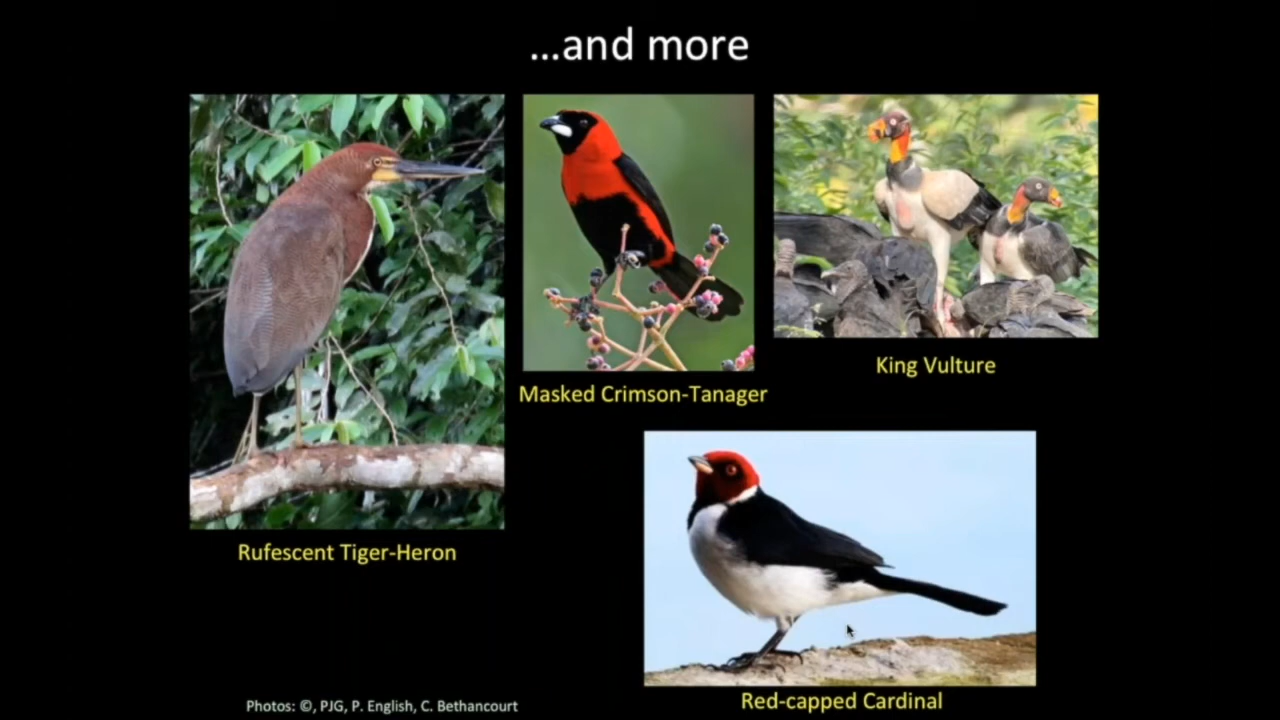 ...and more
Masked Crimson-Tanager
King Vulture
Rufescent Tiger-Heron
Red-capped Cardinal
Photos: ©, PJG, P. English, C. Bethancourt